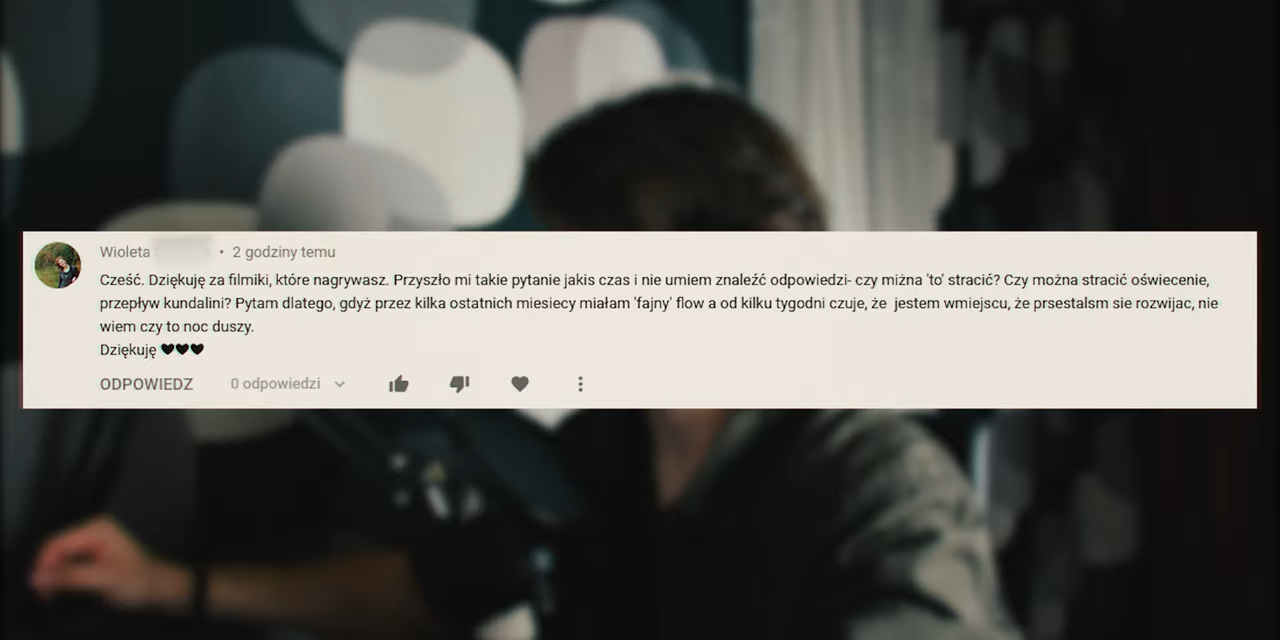 Wioleta • 2 godziny temu
Cześć. Dziękuję za filmiki, które nagrywasz. Przyszło mi takie pytanie jakis czas i nie umiem znaleźć odpowiedzi- czy miżna 'to' stracić? Czy można stracić oświecenie,
przepływ kundalini? Pytam dlatego, gdyż przez kilka ostatnich miesiecy miałam 'fajny' flow a od kilku tygodni czuje, że jestem wmiejscu, że prsestalsm sie rozwijac, nie
wiem czy to noc duszy.
Dziękuję 🖤🖤🖤
ODPOWIEDZ 0 odpowiedzi